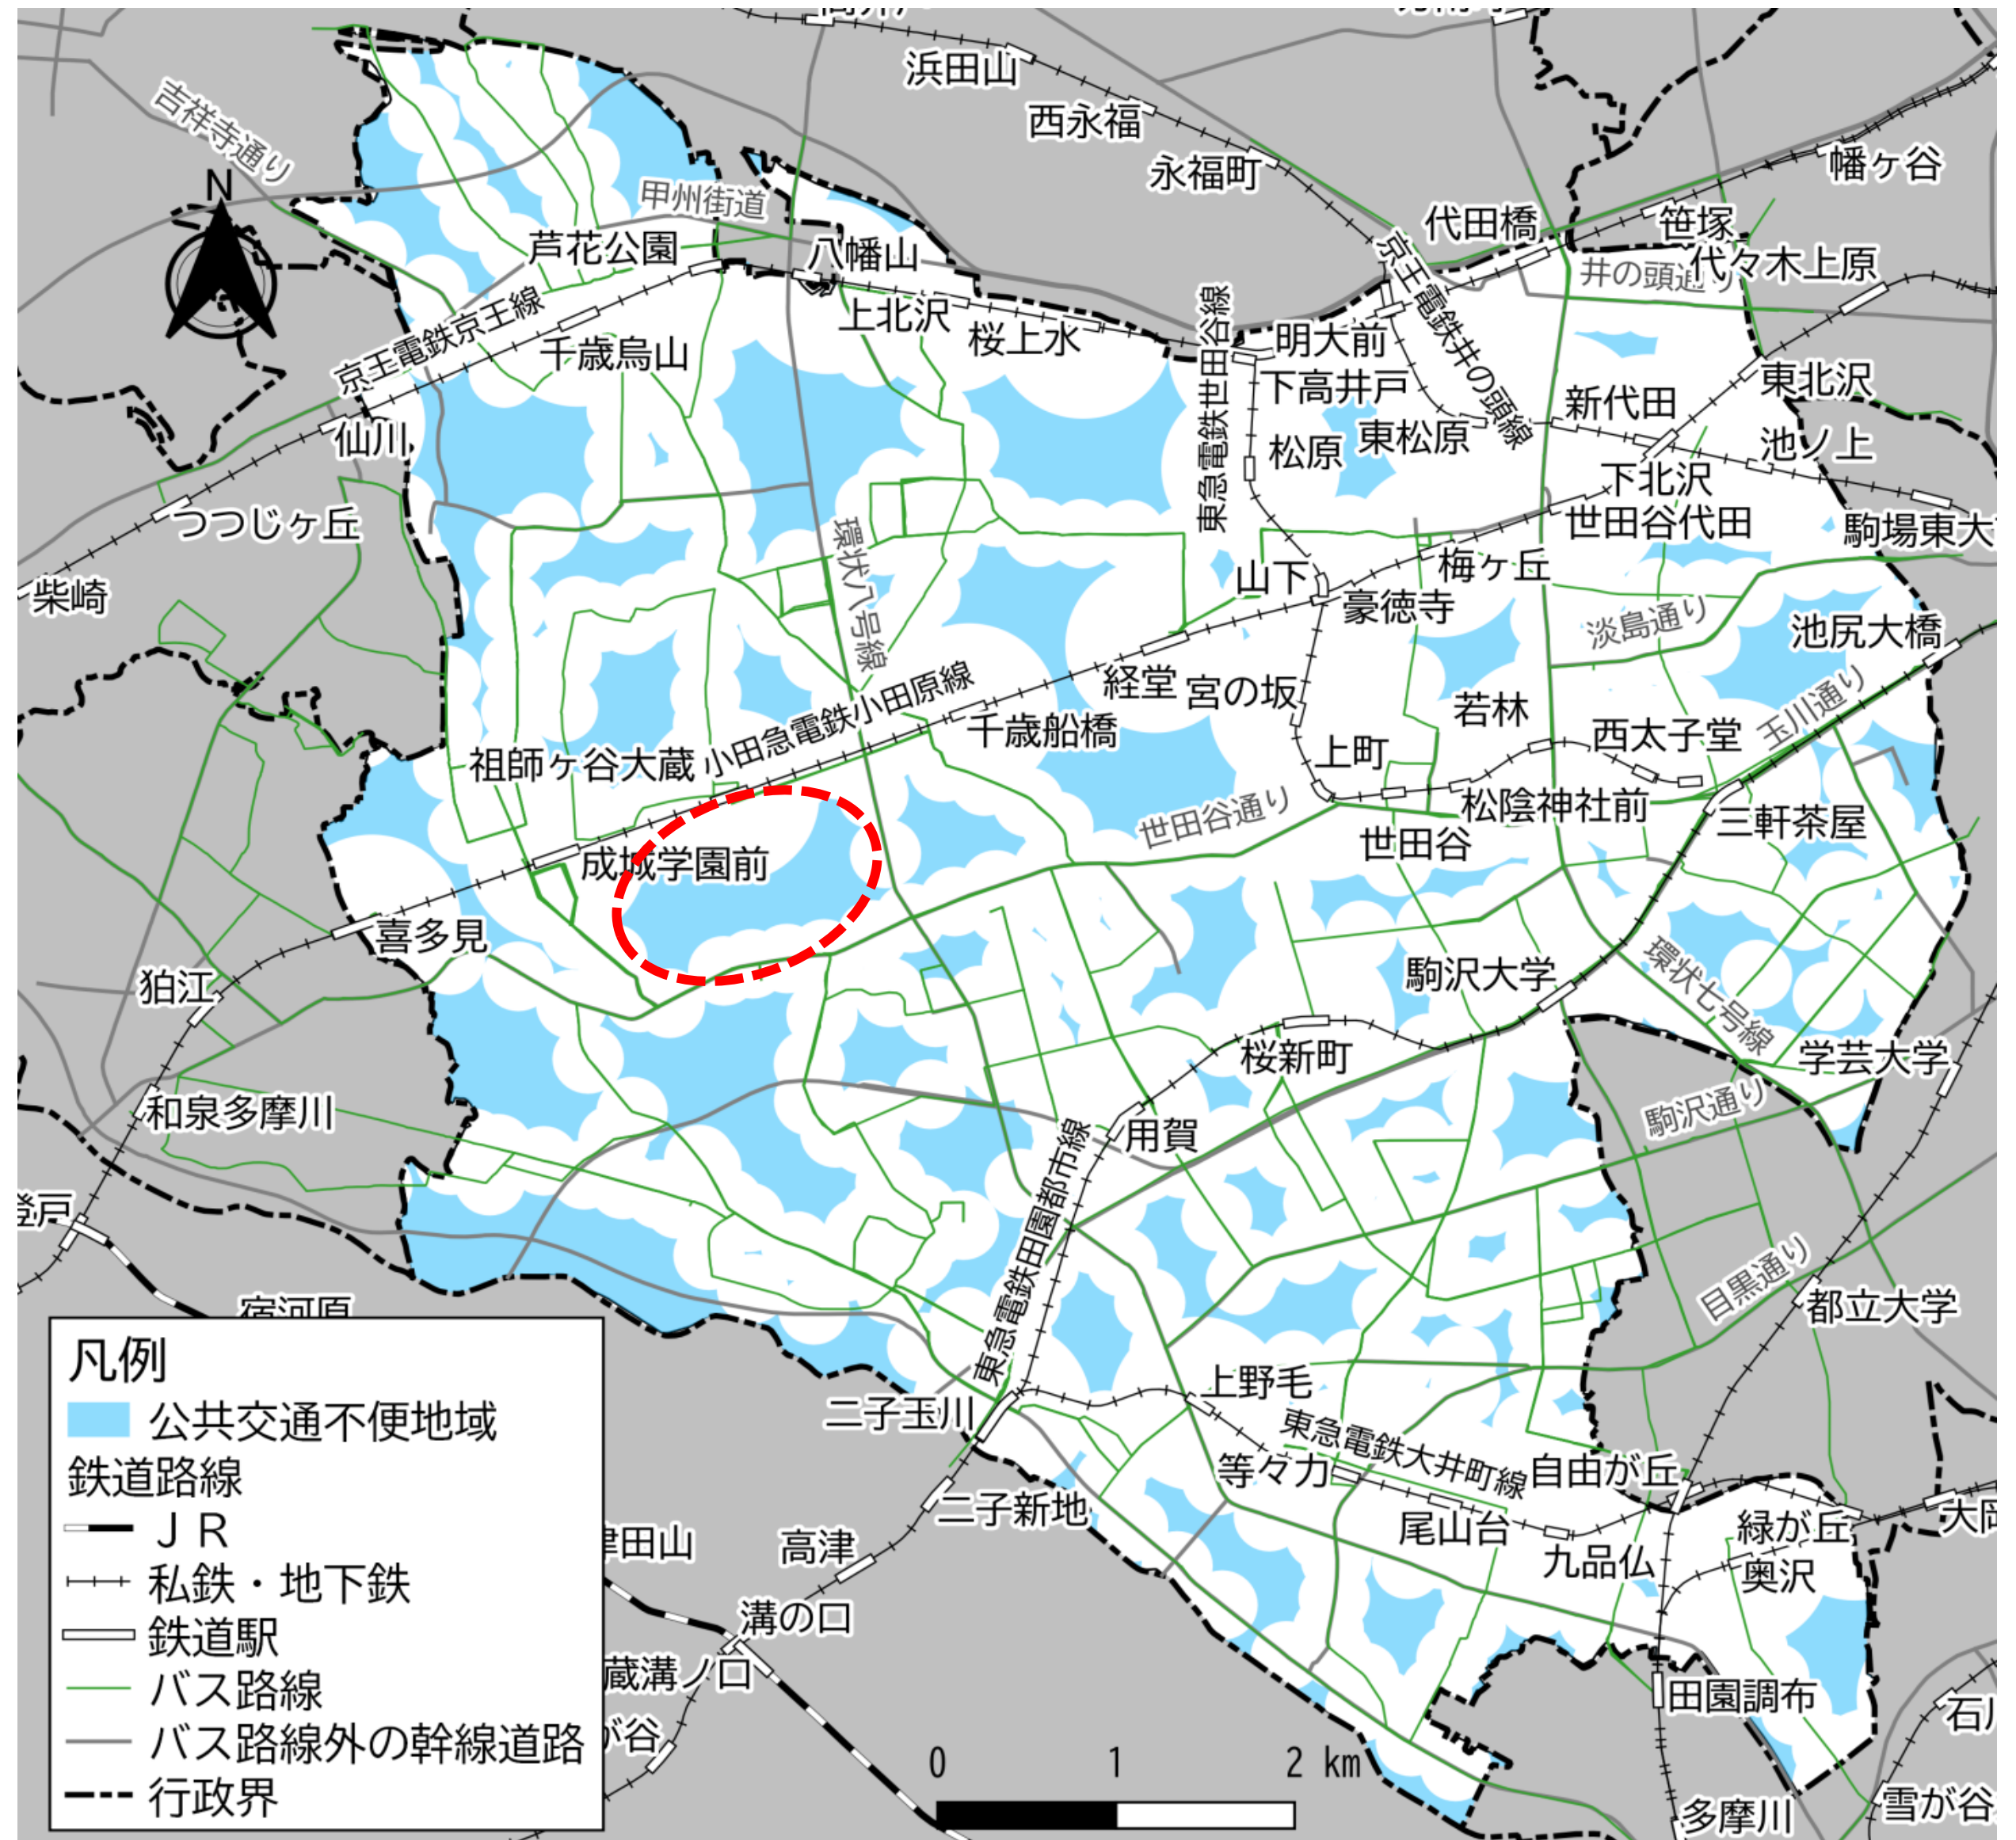 浜田山
西永福
永福町
吉祥寺通り
N
甲州街道
幡ヶ谷
代田橋
笹塚
芦花公園
八幡山
井の頭通り
代々木上原
京王電鉄京王線
上北沢
桜上水
東急電鉄世田谷線
明大前
京王電鉄井の頭線
千歳烏山
下高井戸
新代田
東北沢
仙川
松原
東松原
池ノ上
下北沢
つつじヶ丘
環状八号線
世田谷代田
駒場東大
柴崎
山下
梅ヶ丘
豪徳寺
淡島通り
池尻大橋
経堂
宮の坂
若林
玉川通り
祖師ヶ谷大蔵
小田急電鉄小田原線
千歳船橋
上町
西太子堂
世田谷通り
松陰神社前
三軒茶屋
世田谷
成城学園前
喜多見
狛江
駒沢大学
環状七号線
桜新町
学芸大学
和泉多摩川
用賀
駒沢通り
登戸
東急電鉄田園都市線
目黒通り
都立大学
宿河原
二子玉川
上野毛
東急電鉄大井町線
等々力
自由が丘
二子新地
尾山台
緑が丘
大岡
津田山
高津
九品仏
奥沢
溝の口
蔵溝ノ口
田園調布
石川
が谷
多摩川
雪が谷
凡例
公共交通不便地域
鉄道路線
ＪＲ
私鉄・地下鉄
鉄道駅
バス路線
バス路線外の幹線道路
行政界
0 1 2 km